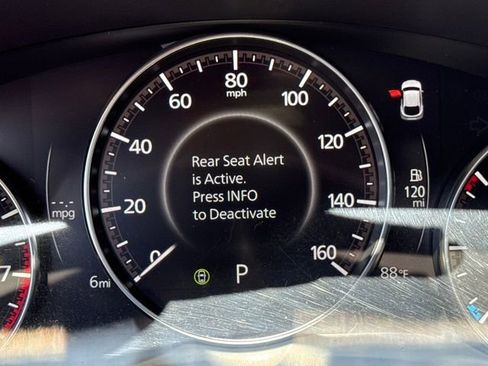 80
mph
60
100
40
120
20
140
0
160
Rear Seat Alert
is Active.
Press INFO
to Deactivate
120
mi
--.-
mpg
6mi
P
88°F
7